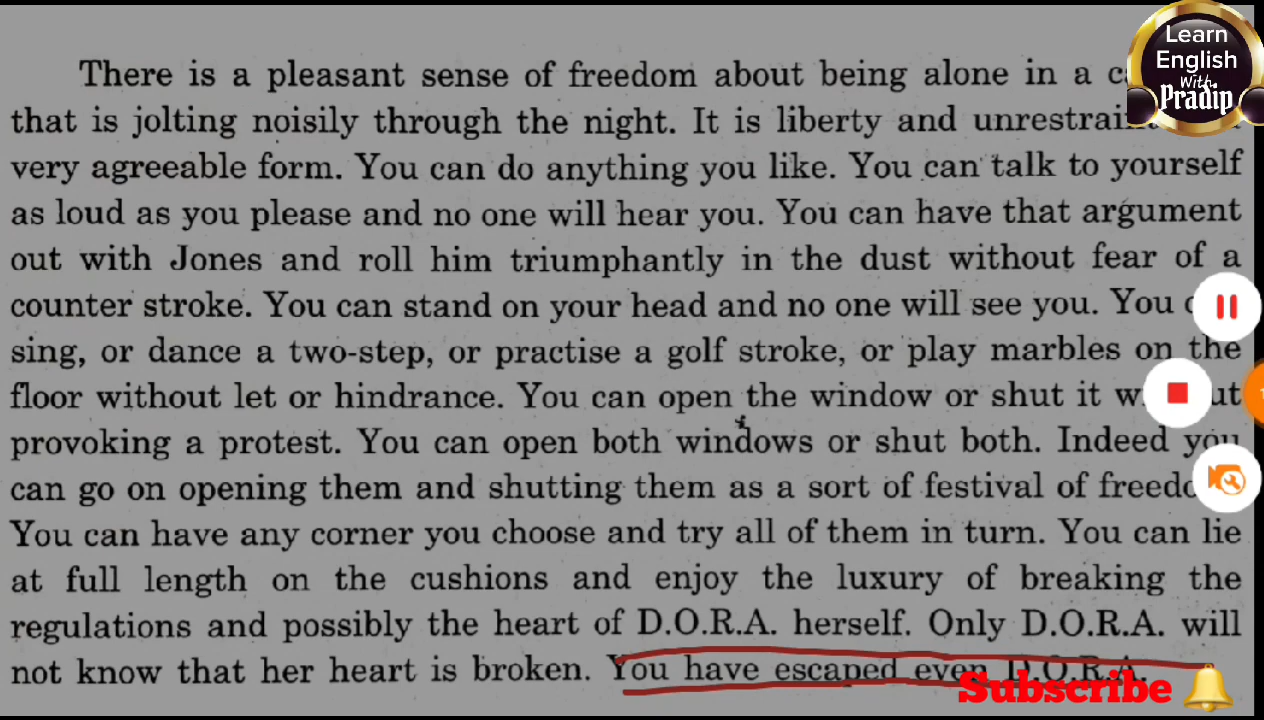 There is a pleasant sense of freedom about being alone in a
that is jolting noisily through the night. It is liberty and
very agreeable form. You can do anything you like. You can talk to yourself
as loud as you please and no one will hear you. You can have that argument
out with Jones and roll him triumphantly in the dust without fear of a
counter stroke. You can stand on your head and no one will see you. You
sing, or dance a two-step, or practise a golf stroke, or play marbles on the
floor without let or hindrance. You can open the window or shut it
provoking a protest. You can open both windows or shut both. Indeed you
can go on opening them and shutting them as a sort of festival of
You can have any corner you choose and try all of them in turn. You can lie
at full length on the cushions and enjoy the luxury of breaking the
regulations and possibly the heart of D.O.R.A. herself. Only D.O.R.A. will
not know that her heart is broken. You have escaped even D.O.R.A.
Learn
English
With
Pradip
Subscribe